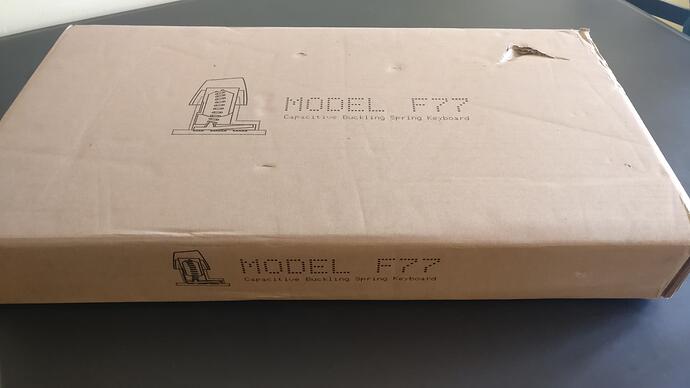 MODEL F77
Capacitive Buckling Spring Keyboard
MODEL F77
Capacitive Buckling Spring Keyboard